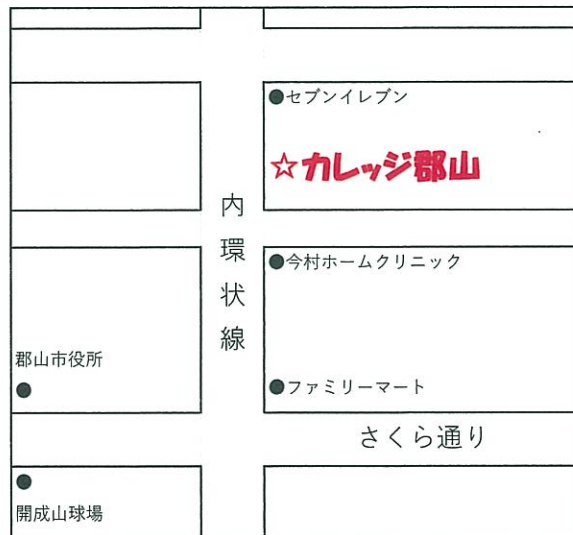 ●セブンイレブン
☆カレッジ郡山
内環状線
●今村ホームクリニック
郡山市役所
●
●ファミリーマート
さくら通り
●
開成山球場